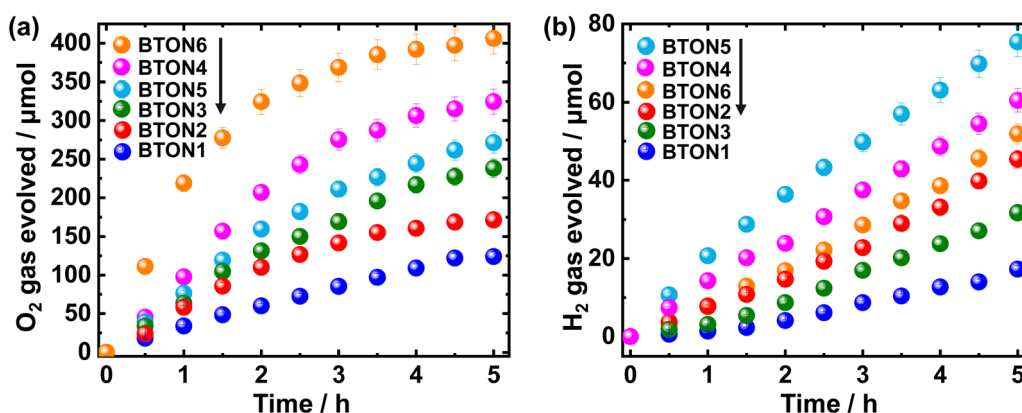 (a)
BTON6
BTON4
BTON5
BTON3
BTON2
BTON1
O₂ gas evolved / μmol
400
350
300
250
200
150
100
50
0
0 1 2 3 4 5
Time / h
(b)
BTON5
BTON4
BTON6
BTON2
BTON3
BTON1
H₂ gas evolved / μmol
80
60
40
20
0
0 1 2 3 4 5
Time / h